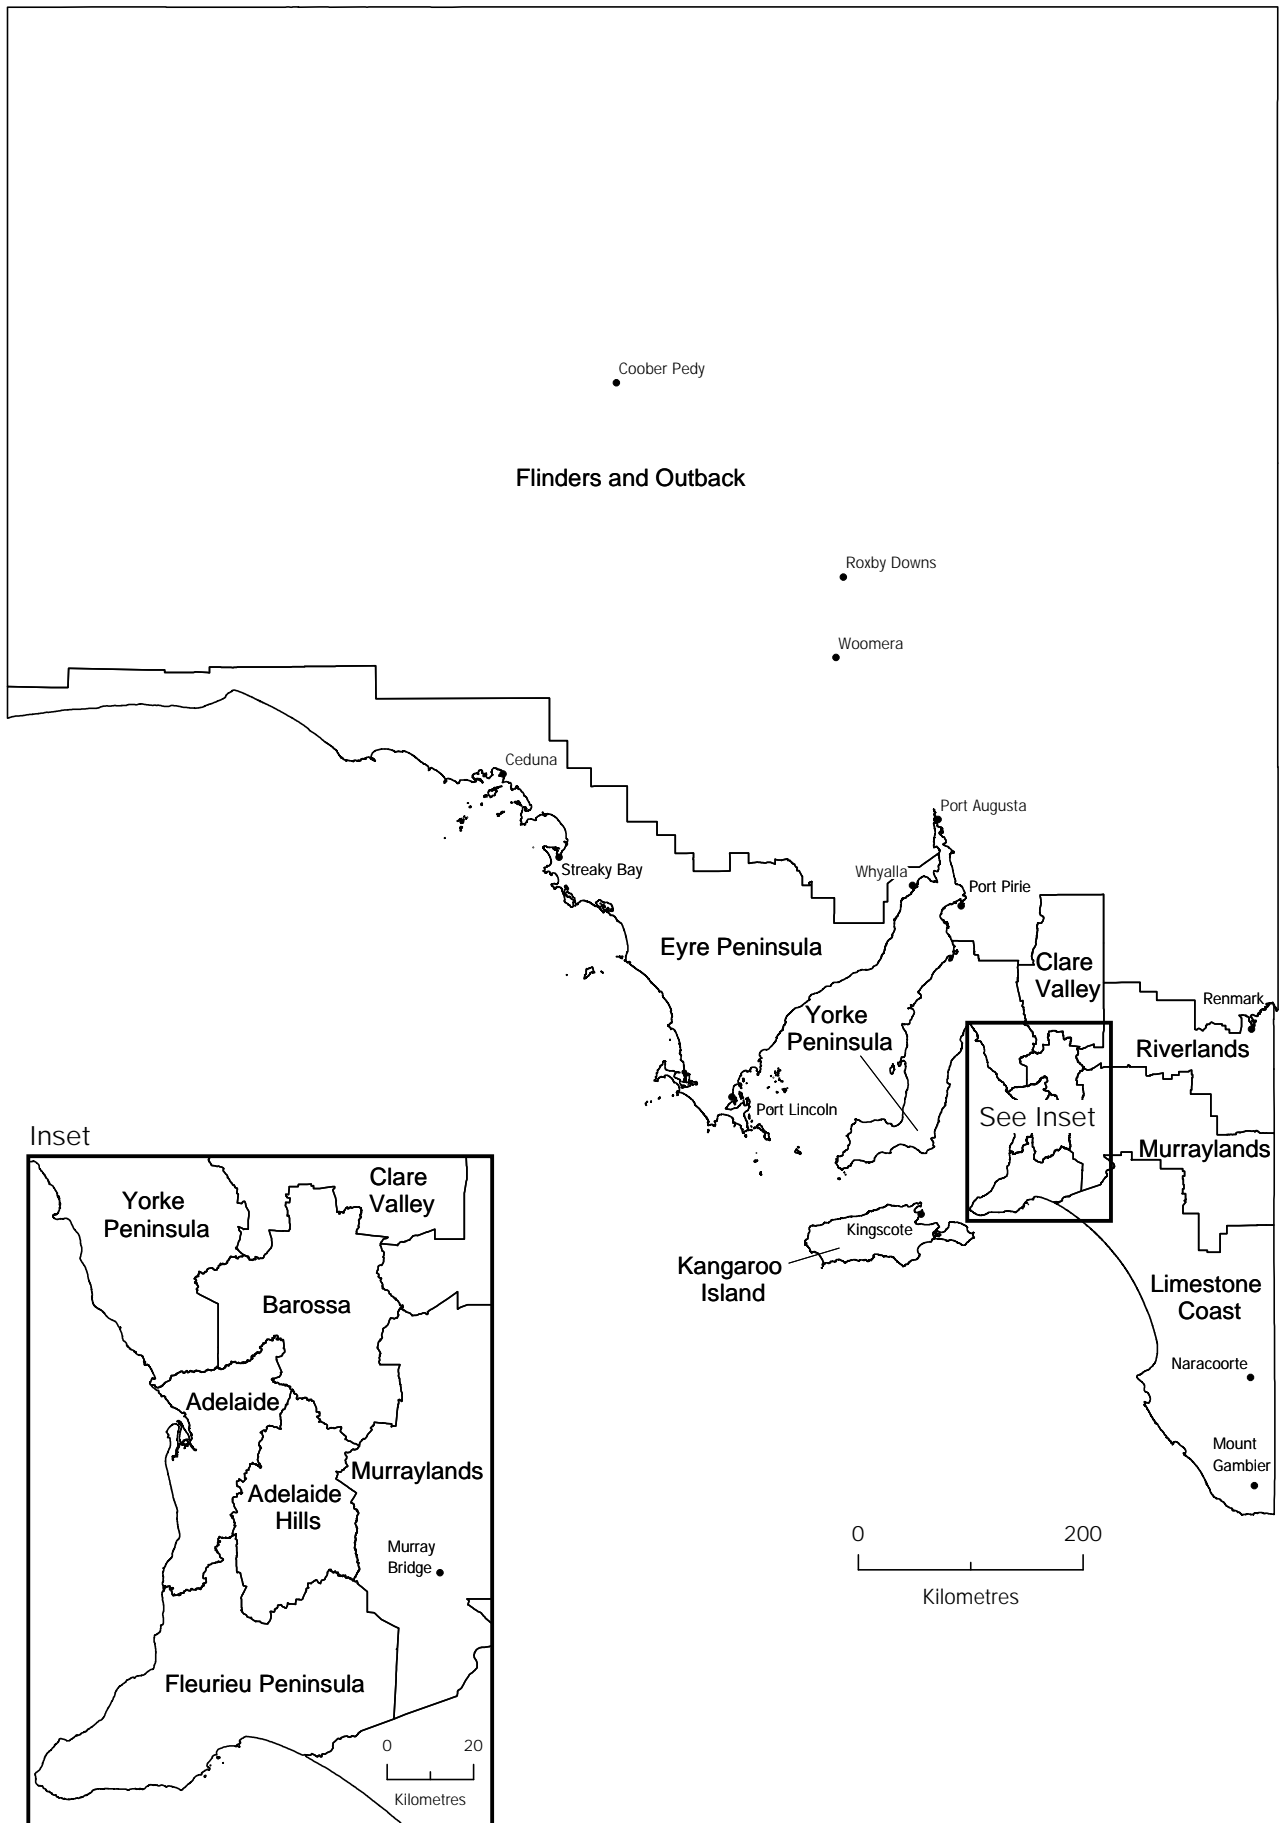 Coober Pedy
Flinders and Outback
Roxby Downs
Woomera
Ceduna
Port Augusta
Streaky Bay
Whyalla
Port Pirie
Eyre Peninsula
Clare
Valley
Renmark
Yorke
Peninsula
Riverlands
Port Lincoln
See Inset
Murraylands
Kingscote
Kangaroo
Island
Limestone
Coast
Naracoorte
Mount
Gambier
0 200
Kilometres
Inset
Yorke
Peninsula
Clare
Valley
Barossa
Adelaide
Murraylands
Adelaide
Hills
Murray
Bridge
Fleurieu Peninsula
0 20
Kilometres